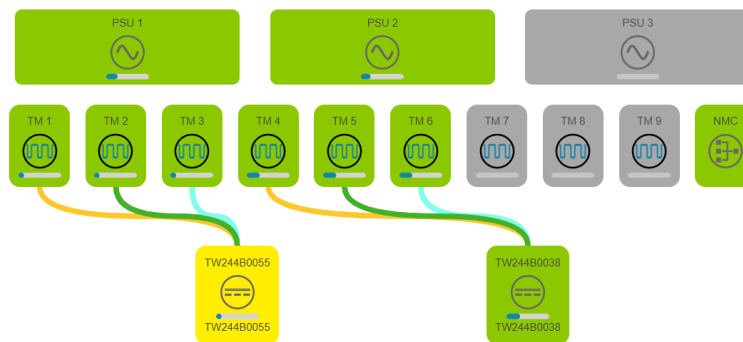 PSU 1
PSU 2
PSU 3
TM 1
TM 2
TM 3
TM 4
TM 5
TM 6
TM 7
TM 8
TM 9
NMC
TW244B0055
TW244B0055
TW244B0038
TW244B0038